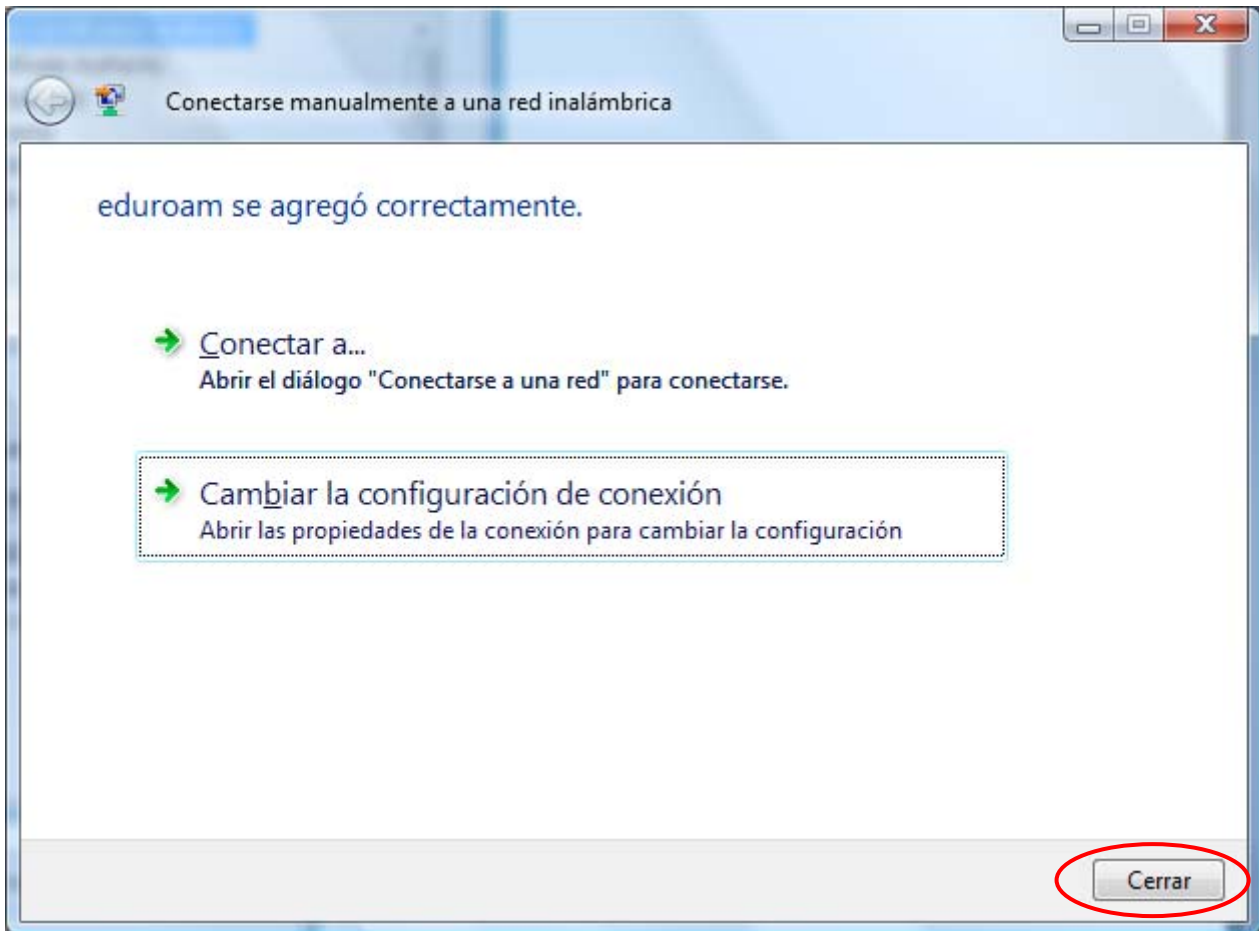 Conectarse manualmente a una red inalámbrica
eduroam se agregó correctamente.
Conectar a...
Abrir el diálogo "Conectarse a una red" para conectarse.
Cambiar la configuración de conexión
Abrir las propiedades de la conexión para cambiar la configuración
Cerrar